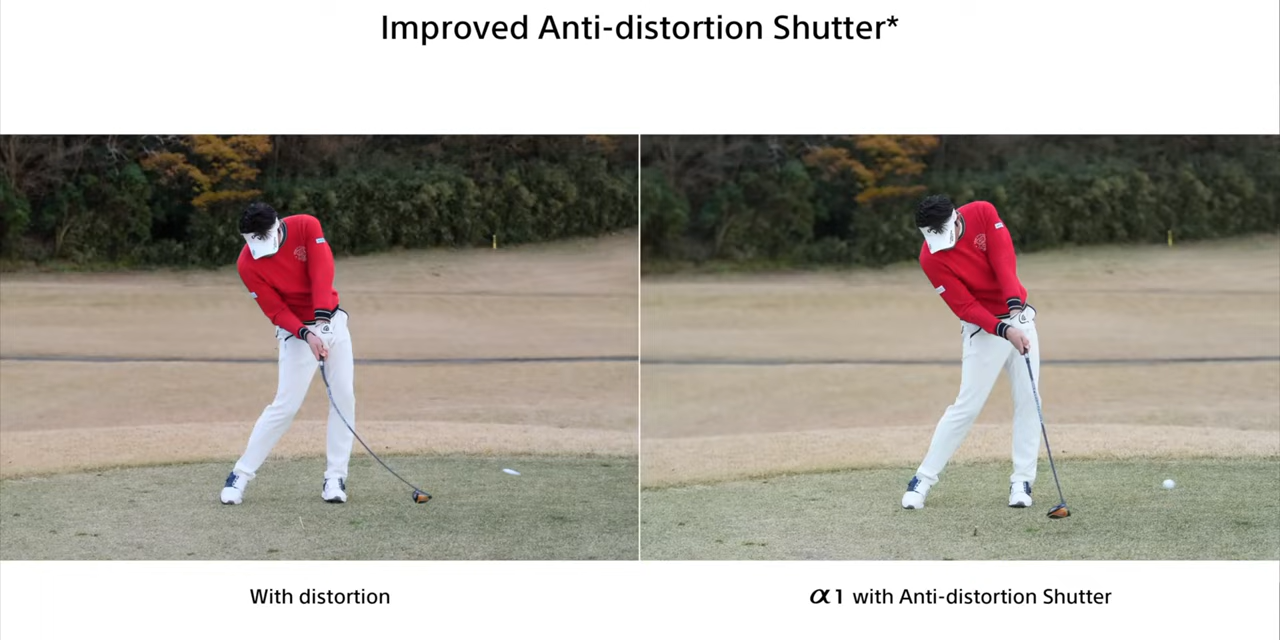 Improved Anti-distortion Shutter*
With distortion
α1 with Anti-distortion Shutter